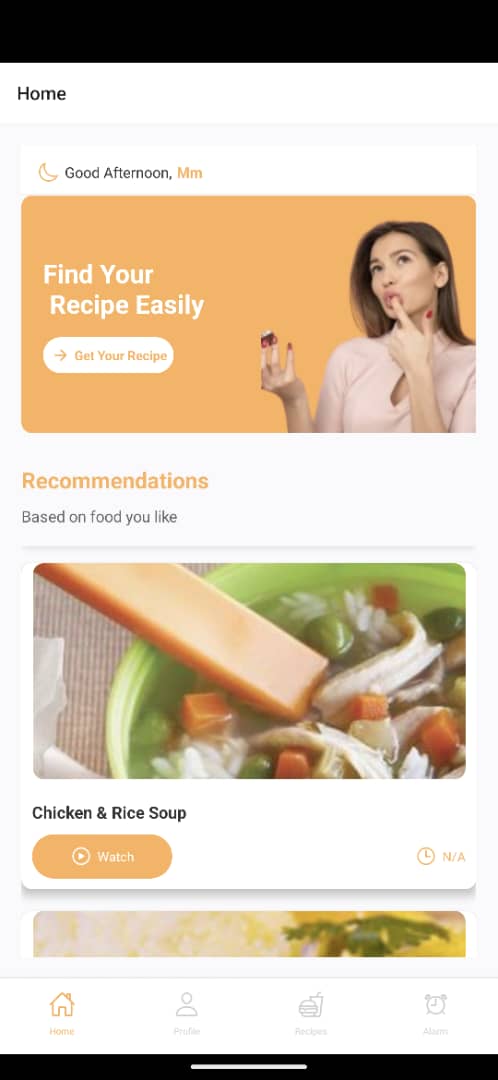 Home
Good Afternoon, Mm
Find Your
Recipe Easily
Get Your Recipe
Recommendations
Based on food you like
Chicken & Rice Soup
Watch
N/A
Home
Profile
Recipes
Alarm